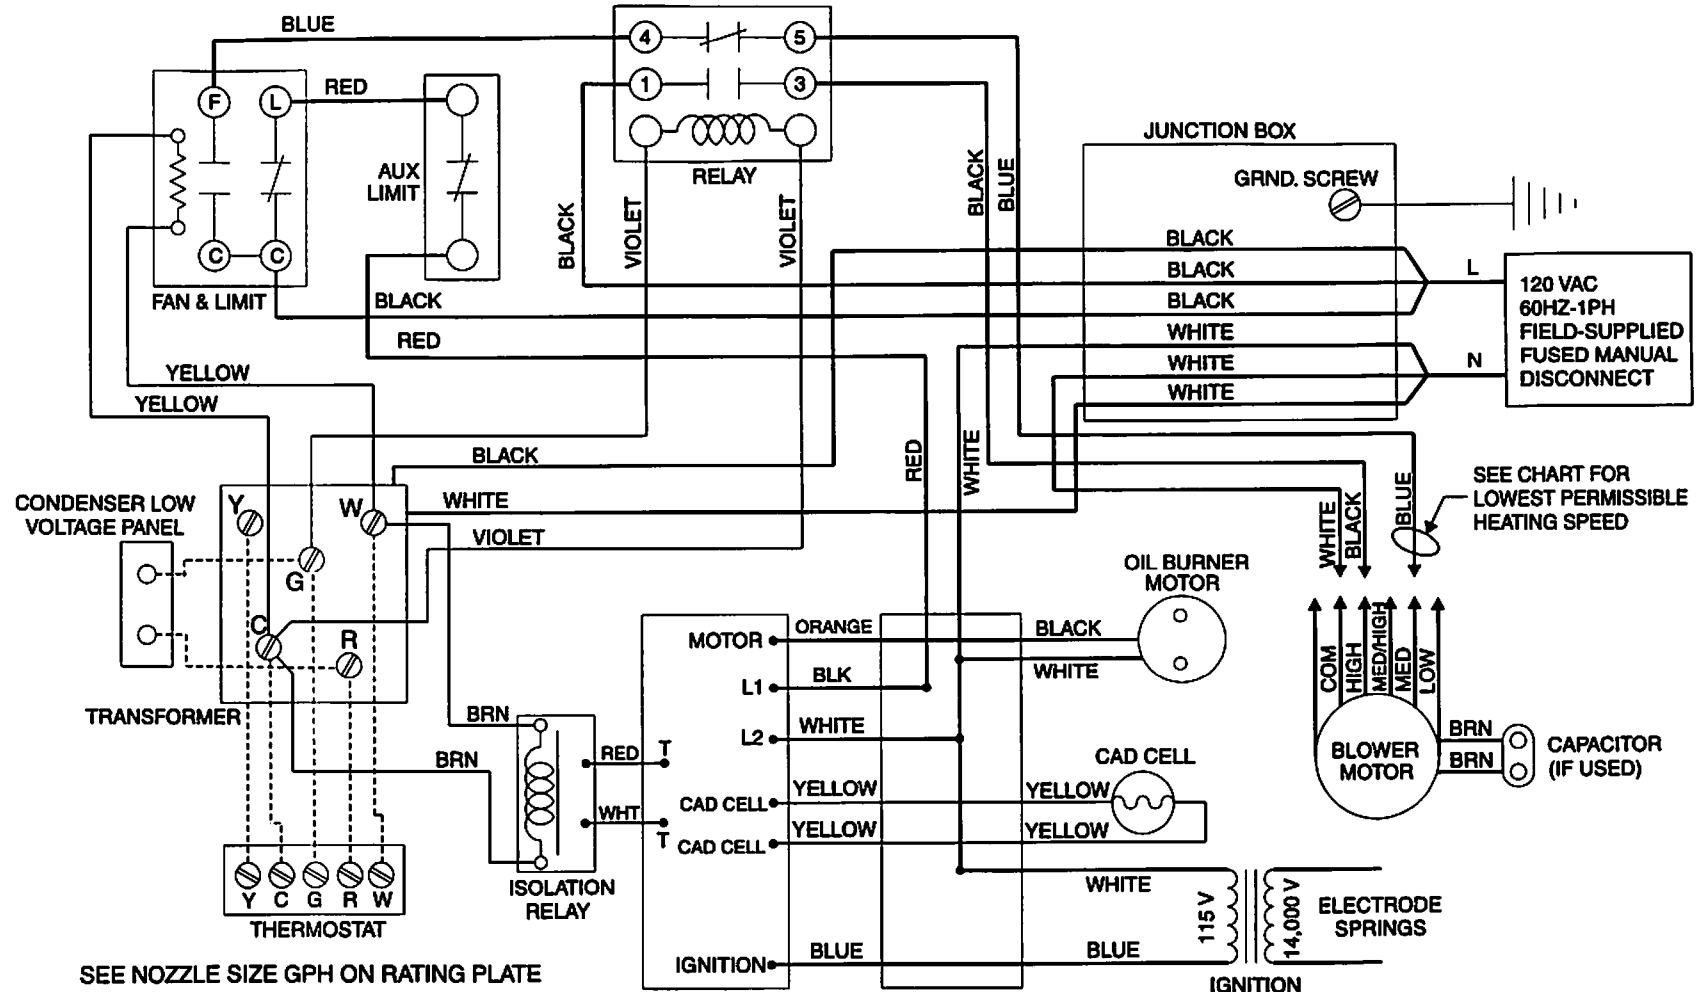 BLUE
4
5
F
L
RED
1
3
AUX
LIMIT
RELAY
JUNCTION BOX
GRND. SCREW
BLACK
VIOLET
VIOLET
BLACK
BLUE
C
C
FAN & LIMIT
BLACK
BLACK
BLACK
BLACK
WHITE
WHITE
WHITE
L
N
120 VAC
60HZ-1PH
FIELD-SUPPLIED
FUSED MANUAL
DISCONNECT
RED
YELLOW
YELLOW
BLACK
WHITE
VIOLET
RED
WHITE
CONDENSER LOW
VOLTAGE PANEL
Y
W
G
C
R
TRANSFORMER
WHITE
BLACK
BLUE
SEE CHART FOR
LOWEST PERMISSIBLE
HEATING SPEED
OIL BURNER
MOTOR
MOTOR
ORANGE
BLACK
WHITE
L1
BLK
L2
WHITE
COM
HIGH
MED/HIGH
MED
LOW
BLOWER
MOTOR
BRN
BRN
CAPACITOR
(IF USED)
BRN
BRN
RED
T
WHT
T
CAD CELL
YELLOW
YELLOW
CAD CELL
CAD CELL
YELLOW
YELLOW
ISOLATION
RELAY
Y C G R W
THERMOSTAT
WHITE
115 V
14,000 V
ELECTRODE
SPRINGS
IGNITION
BLUE
BLUE
IGNITION
SEE NOZZLE SIZE GPH ON RATING PLATE